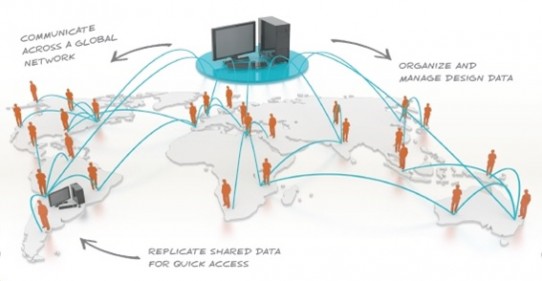 COMMUNICATE
ACROSS A GLOBAL
NETWORK
ORGANIZE AND
MANAGE DESIGN DATA
REPLICATE SHARED DATA
FOR QUICK ACCESS